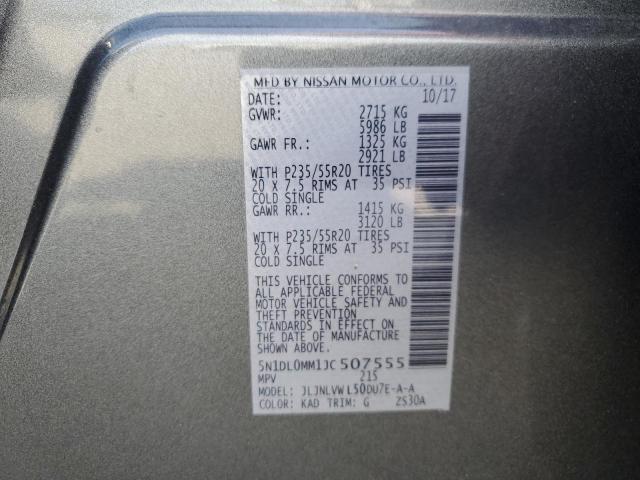 MFD BY NISSAN MOTOR CO., LTD.
DATE: 10/17
GVWR: 2715 KG
5986 LB
GAWR FR.: 1325 KG
2921 LB
WITH P235/55R20 TIRES
20 X 7.5 RIMS AT 35 PSI
COLD SINGLE
GAWR RR.: 1415 KG
3120 LB
WITH P235/55R20 TIRES
20 X 7.5 RIMS AT 35 PSI
COLD SINGLE
THIS VEHICLE CONFORMS TO
ALL APPLICABLE FEDERAL
MOTOR VEHICLE SAFETY AND
THEFT PREVENTION
STANDARDS IN EFFECT ON
THE DATE OF MANUFACTURE
5N1DL0MM1JC507555
MPV 215
MODEL: JLJNLVWL50DU7E-A-A
COLOR: KAD TRIM: G 2S30A